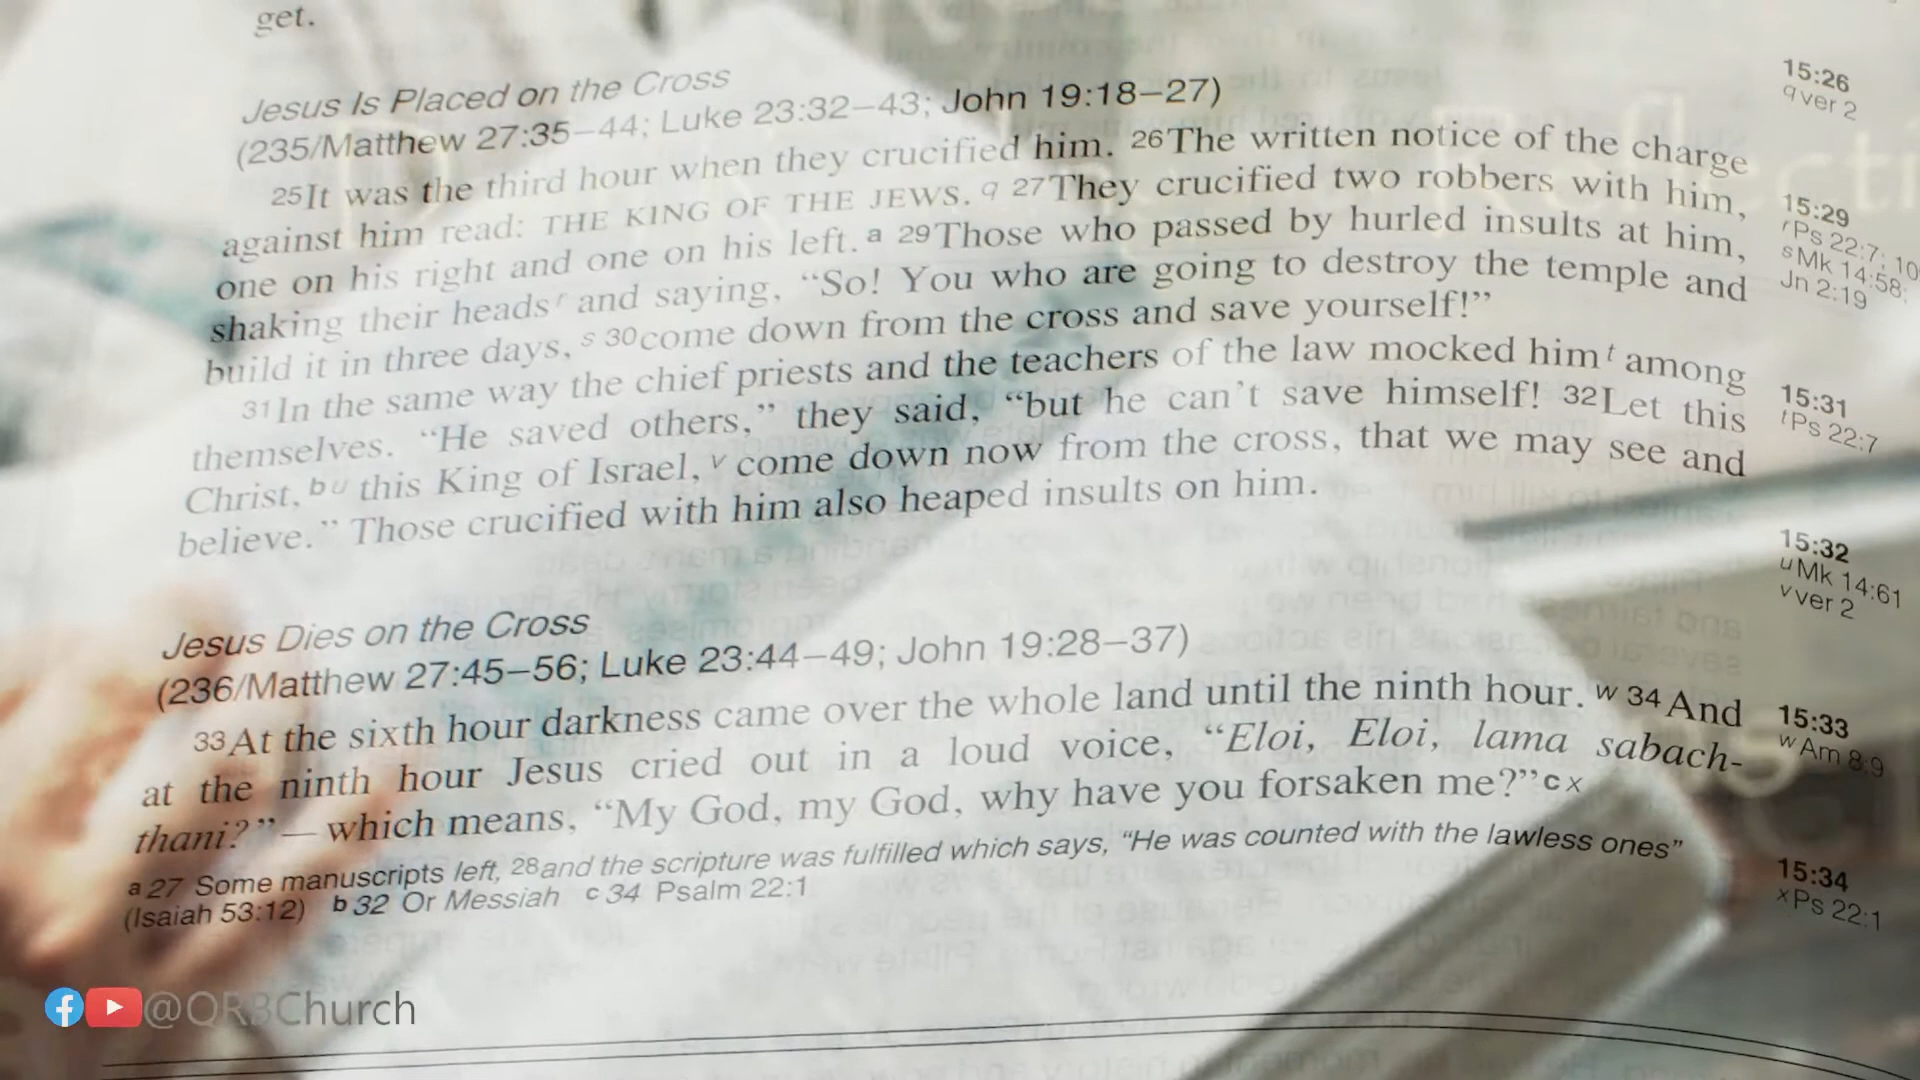 get.
Jesus Is Placed on the Cross
(235/Matthew 27:35–44; Luke 23:32–43; John 19:18–27)
25It was the third hour when they crucified him. 26The written notice of the charge
against him read: THE KING OF THE JEWS. q 27They crucified two robbers with him,
one on his right and one on his left. a 29Those who passed by hurled insults at him,
shaking their heads r and saying, “So! You who are going to destroy the temple and
build it in three days, s 30come down from the cross and save yourself!”
31In the same way the chief priests and the teachers of the law mocked him t among
themselves. “He saved others,” they said, “but he can’t save himself! 32Let this
Christ, b u this King of Israel, v come down now from the cross, that we may see and
believe.” Those crucified with him also heaped insults on him.
Jesus Dies on the Cross
(236/Matthew 27:45–56; Luke 23:44–49; John 19:28–37)
33At the sixth hour darkness came over the whole land until the ninth hour. w 34And
at the ninth hour Jesus cried out in a loud voice, “Eloi, Eloi, lama sabach-
thani?”—which means, “My God, my God, why have you forsaken me?” c x
a 27 Some manuscripts left, 28and the scripture was fulfilled which says, “He was counted with the lawless ones”
(Isaiah 53:12) b 32 Or Messiah c 34 Psalm 22:1
15:26
q ver 2
15:29
r Ps 22:7; 10
s Mk 14:58;
Jn 2:19
15:31
t Ps 22:7
15:32
u Mk 14:61
v ver 2
15:33
w Am 8:9
15:34
x Ps 22:1
@QRBChurch